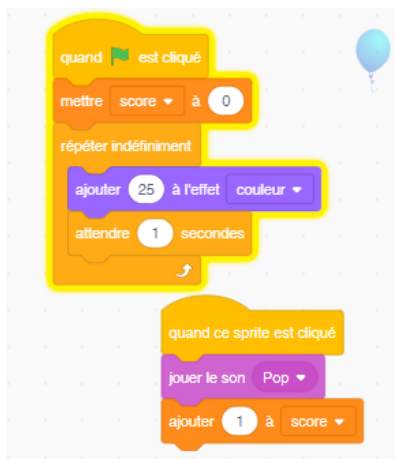 quand est cliqué
mettre score à 0
répéter indéfiniment
ajouter 25 à l'effet couleur
attendre 1 secondes
quand ce sprite est cliqué
jouer le son Pop
ajouter 1 à score